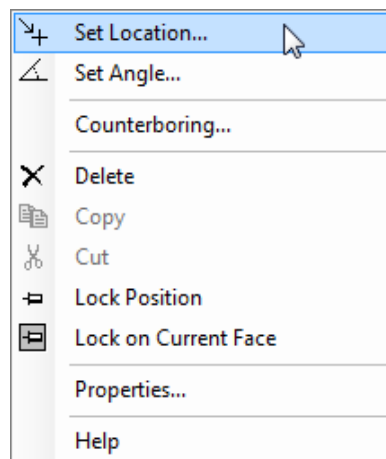 Set Location...
Set Angle...
Counterboring...
Delete
Copy
Cut
Lock Position
Lock on Current Face
Properties...
Help